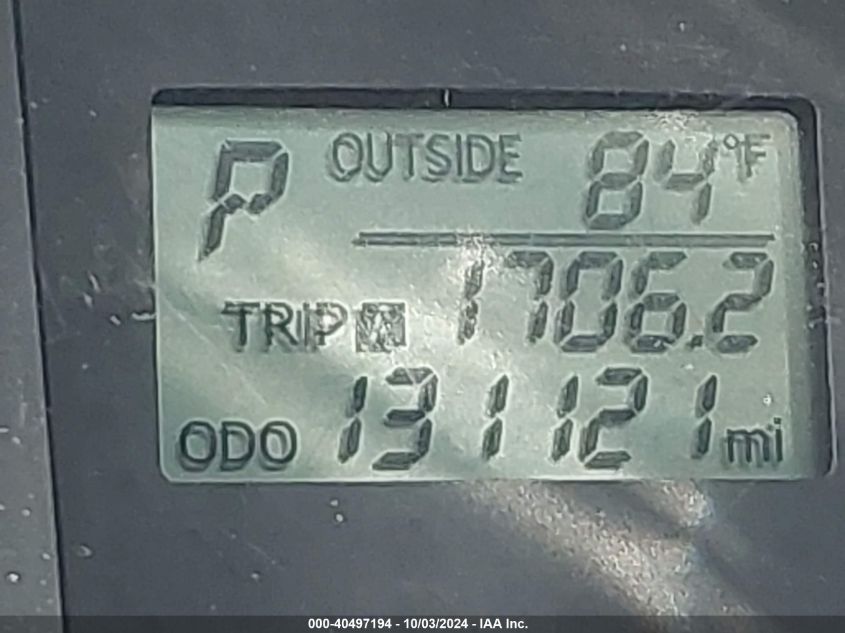 P OUTSIDE 84°F
TRIP A 1706.2
ODO 131121 mi
000-40497194 - 10/03/2024 - IAA Inc.